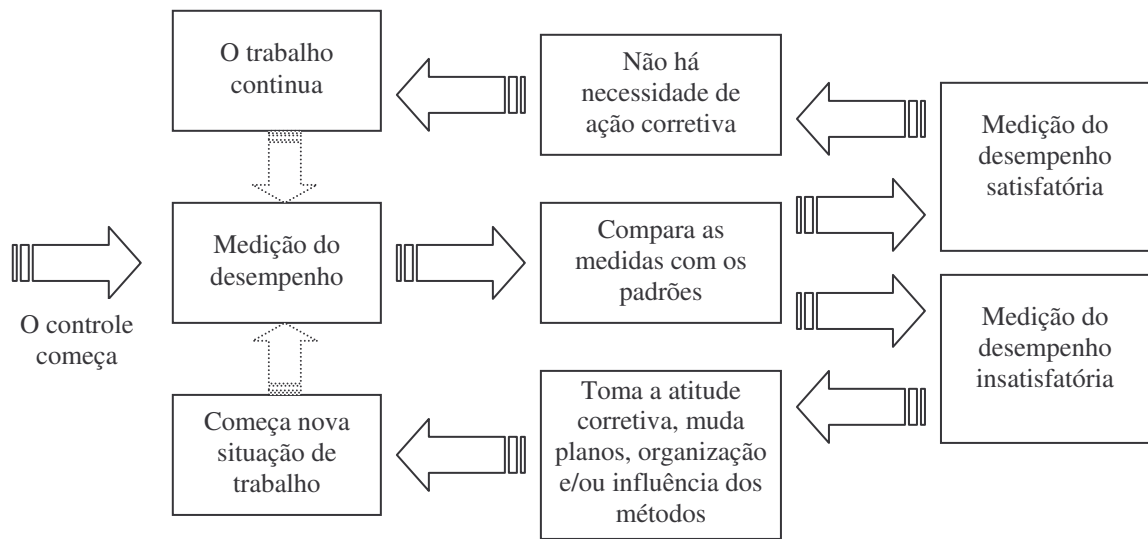 O trabalho
continua
Não há
necessidade de
ação corretiva
Medição do
desempenho
satisfatória
O controle
começa
Medição do
desempenho
Compara as
medidas com os
padrões
Medição do
desempenho
insatisfatória
Começa nova
situação de
trabalho
Toma a atitude
corretiva, muda
planos, organização
e/ou influência dos
métodos